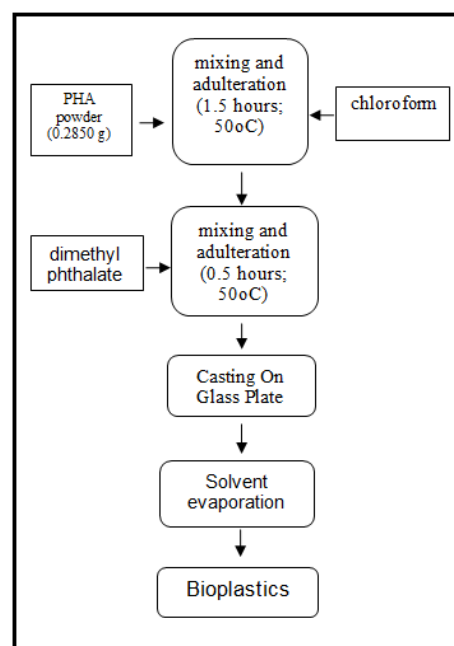 mixing and
adulteration
(1.5 hours;
50oC)
PHA
powder
(0.2850 g)
chloroform
mixing and
adulteration
(0.5 hours;
50oC)
dimethyl
phthalate
Casting On
Glass Plate
Solvent
evaporation
Bioplastics